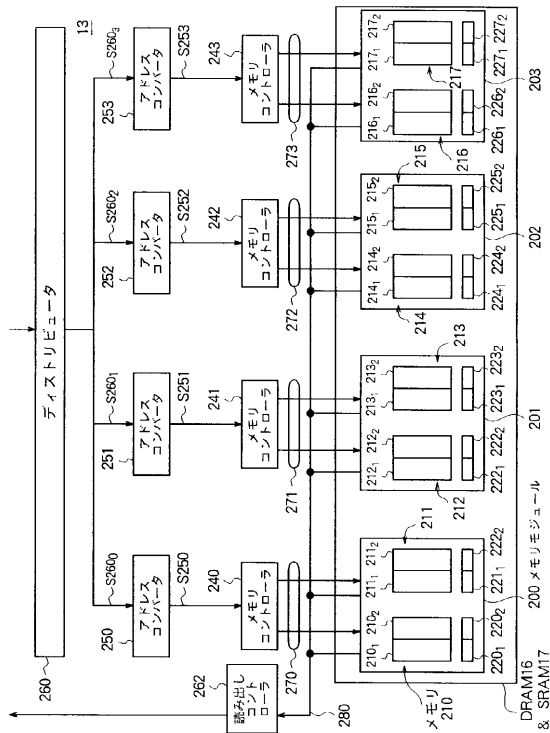 13
260
ディストリビュータ
S260₀
S260₁
S260₂
S260₃
250
アドレス
コンバータ
251
アドレス
コンバータ
252
アドレス
コンバータ
253
アドレス
コンバータ
S250
S251
S252
S253
262
読み出し
コント
ローラ
240
メモリ
コントローラ
241
メモリ
コントローラ
242
メモリ
コントローラ
243
メモリ
コントローラ
270
271
272
273
280
210₁ 210₂ 211₁ 211₂ 211
212₁ 212₂ 213₁ 213₂ 213
214₁ 214₂ 215₁ 215₂ 215
216₁ 216₂ 217₁ 217₂
メモリ
210
212
214
216
217
220₁ 220₂ 221₁ 222₂
222₁ 222₂ 223₁ 223₂
224₁ 224₂ 225₁ 225₂
226₁ 226₂ 227₁ 227₂
200 メモリモジュール
201
202
203
DRAM16
& SRAM17